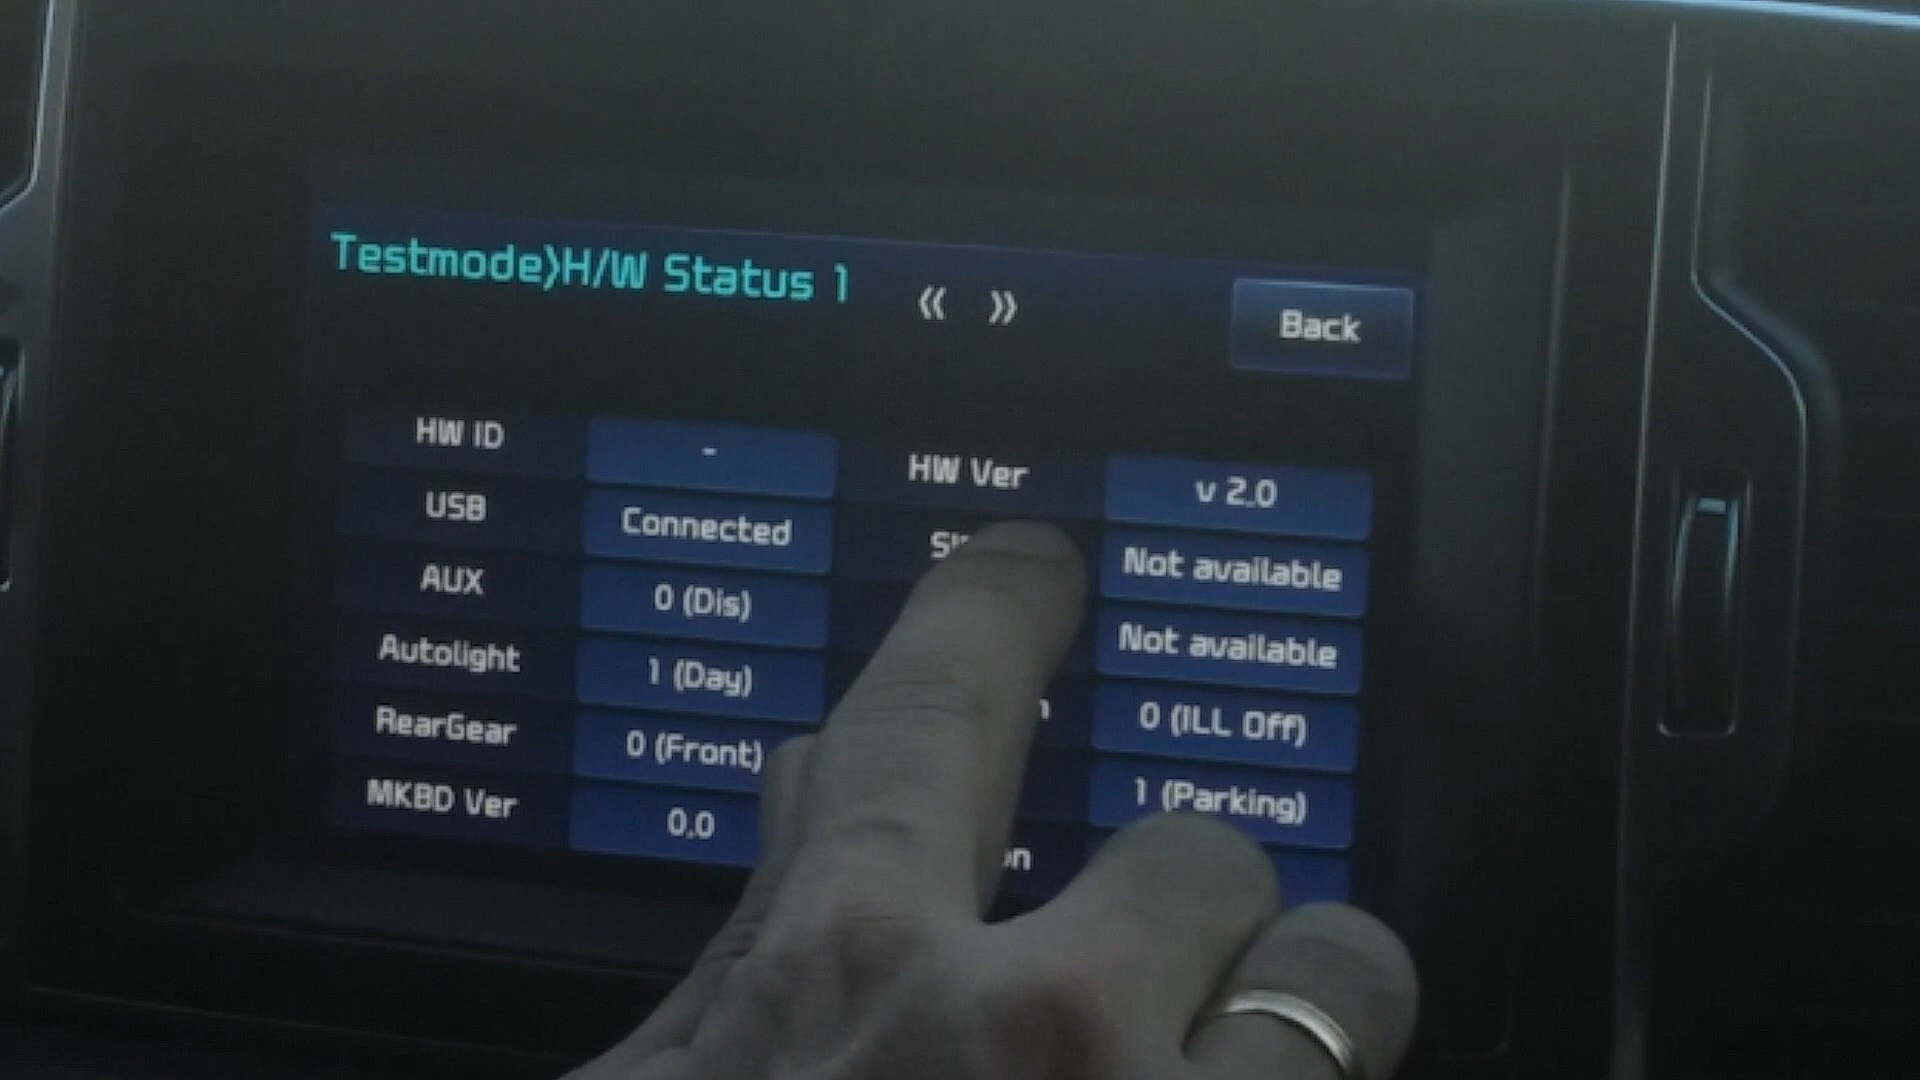 Testmode>H/W Status 1
« »
Back
HW ID
-
HW Ver
v 2.0
USB
Connected
Not available
AUX
0 (Dis)
Not available
Autolight
1 (Day)
0 (ILL Off)
RearGear
0 (Front)
1 (Parking)
MKBD Ver
0.0